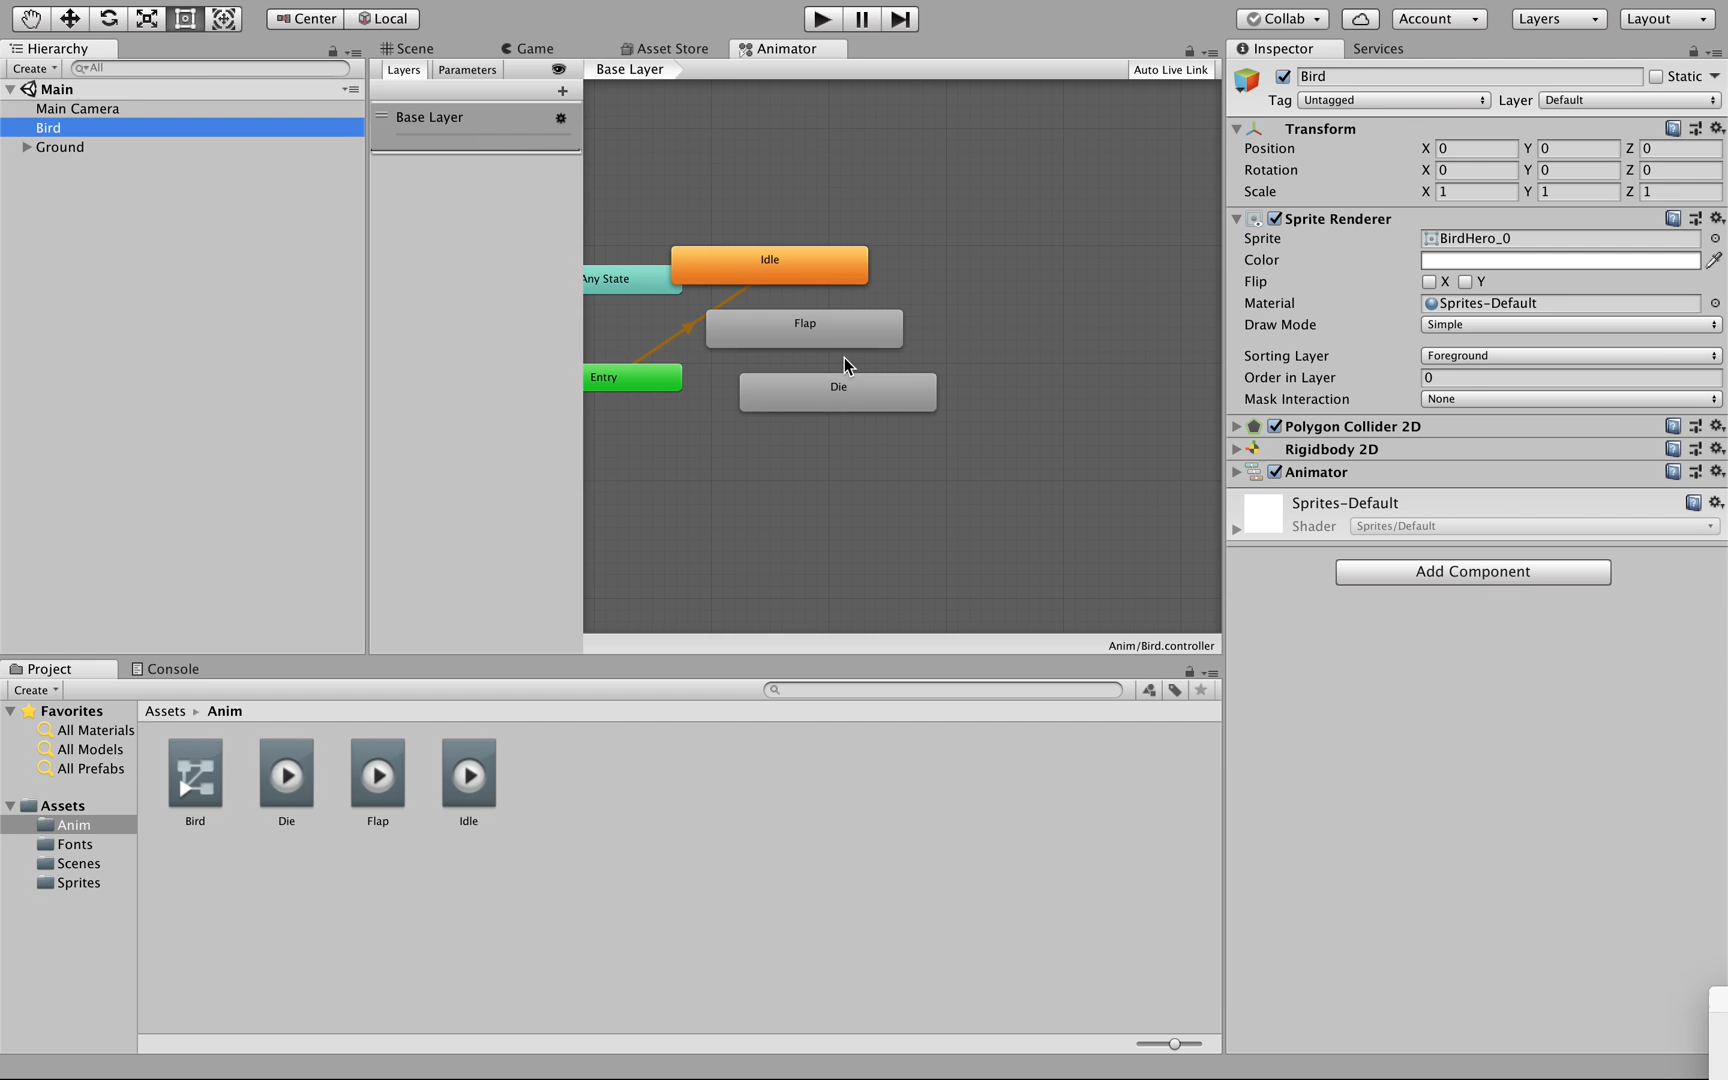 Center
Local
Collab
Account
Layers
Layout
Hierarchy
Create
All
Main
Main Camera
Bird
Ground
Scene
Game
Asset Store
Animator
Layers
Parameters
Base Layer
Auto Live Link
Base Layer
Idle
Any State
Flap
Entry
Die
Anim/Bird.controller
Inspector
Services
Bird
Static
Tag
Untagged
Layer
Default
Transform
Position X 0 Y 0 Z 0
Rotation X 0 Y 0 Z 0
Scale X 1 Y 1 Z 1
Sprite Renderer
Sprite BirdHero_0
Color
Flip X Y
Material Sprites-Default
Draw Mode Simple
Sorting Layer Foreground
Order in Layer 0
Mask Interaction None
Polygon Collider 2D
Rigidbody 2D
Animator
Sprites-Default
Shader Sprites/Default
Add Component
Project
Console
Create
Favorites
All Materials
All Models
All Prefabs
Assets
Anim
Fonts
Scenes
Sprites
Assets Anim
Bird
Die
Flap
Idle